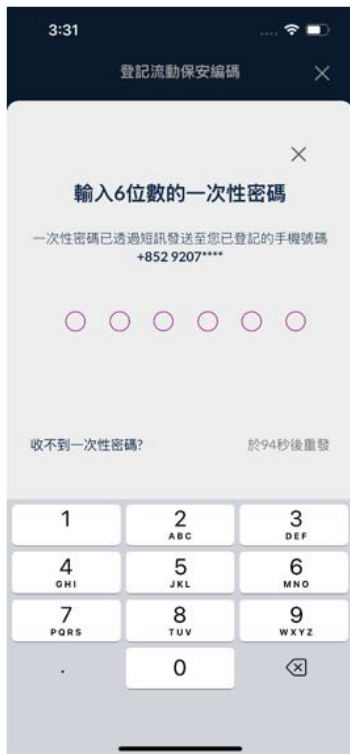 3:31
登記流動保安編碼
輸入6位數的一次性密碼
一次性密碼已透過短訊發送至您已登記的手機號碼
+852 9207****
收不到一次性密碼?
於94秒後重發
1 2 3
ABC DEF
4 5 6
GHI JKL MNO
7 8 9
PQRS TUV WXYZ
. 0